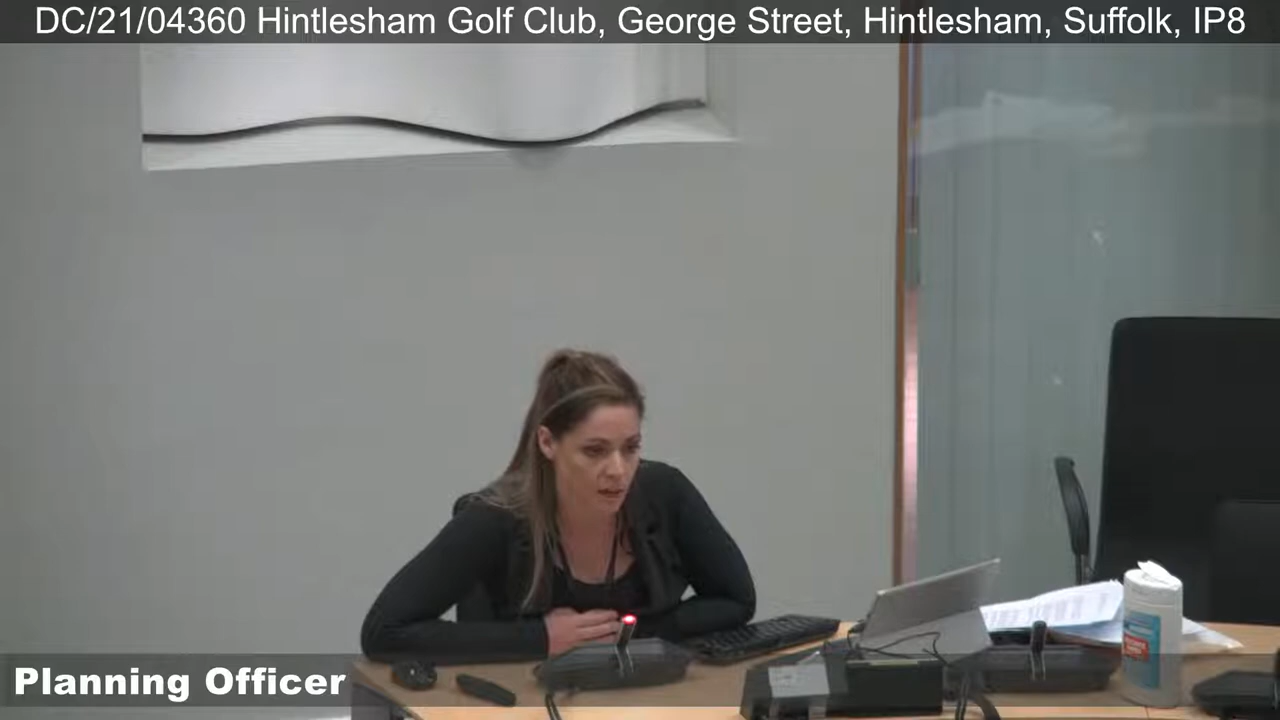 DC/21/04360 Hintlesham Golf Club, George Street, Hintlesham, Suffolk, IP8
Planning Officer